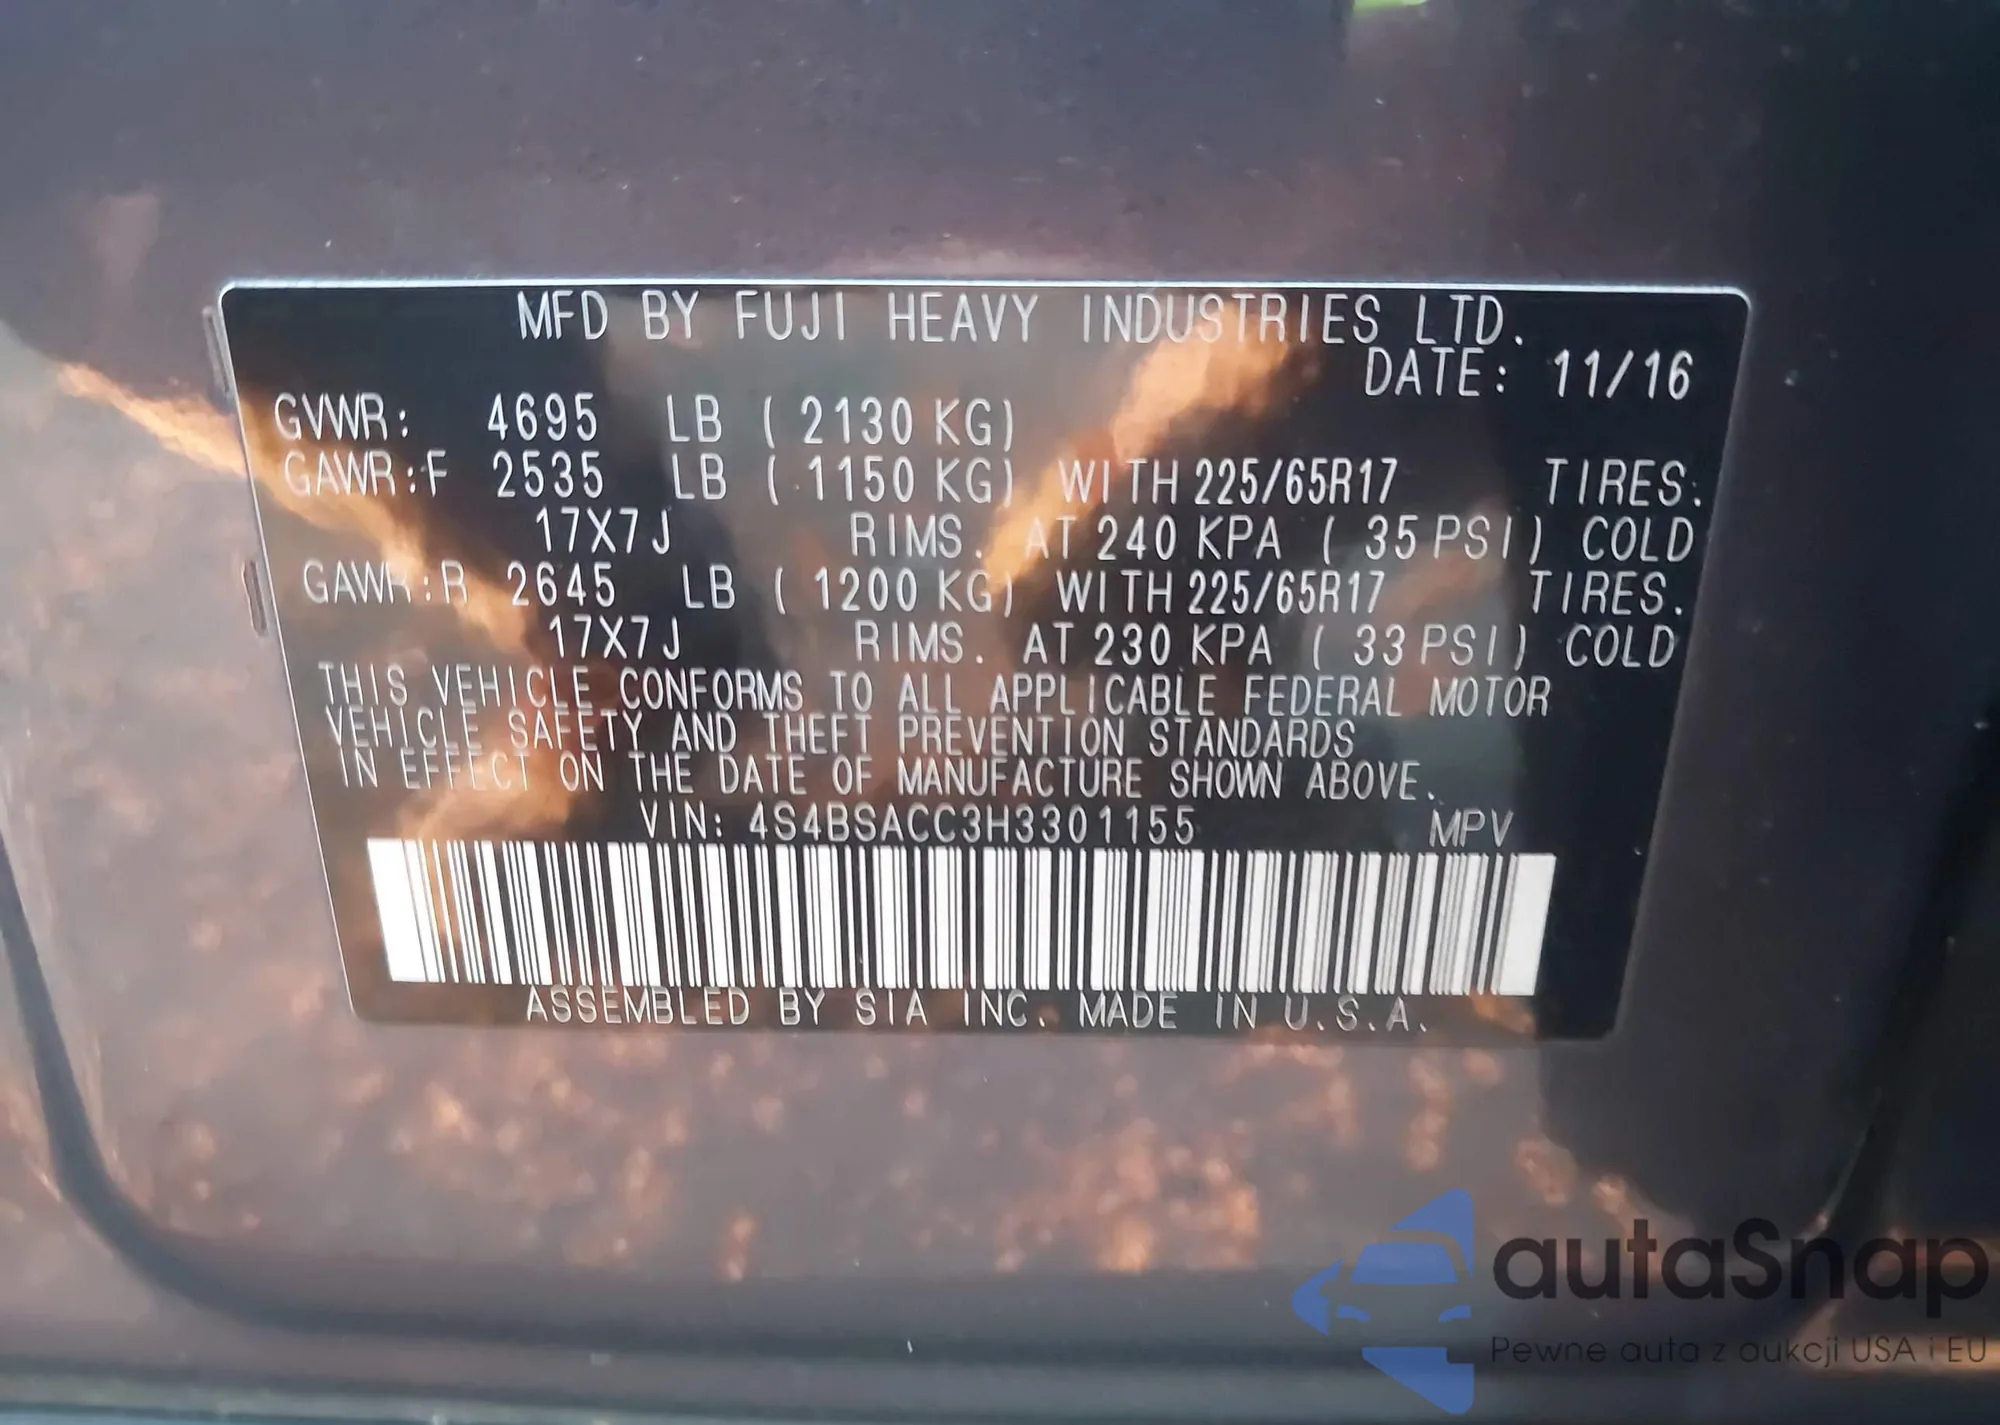 MFD BY FUJI HEAVY INDUSTRIES LTD.
DATE: 11/16
GVWR: 4695 LB ( 2130 KG)
GAWR:F 2535 LB ( 1150 KG) WITH 225/65R17 TIRES.
17X7J RIMS. AT 240 KPA ( 35 PSI) COLD
GAWR:R 2645 LB ( 1200 KG) WITH 225/65R17 TIRES.
17X7J RIMS. AT 230 KPA ( 33 PSI) COLD
THIS VEHICLE CONFORMS TO ALL APPLICABLE FEDERAL MOTOR
VEHICLE SAFETY AND THEFT PREVENTION STANDARDS
IN EFFECT ON THE DATE OF MANUFACTURE SHOWN ABOVE.
VIN: 4S4BSACC3H3301155 MPV
ASSEMBLED BY SIA INC. MADE IN U.S.A.
autaSnap
Pewne auta z aukcji USA i EU